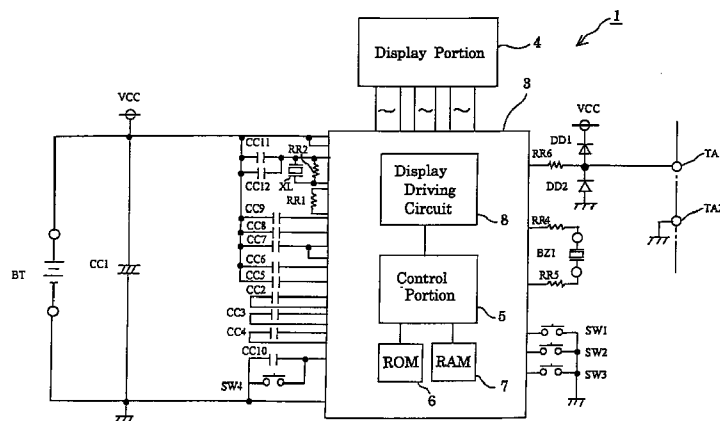 1
Display Portion
4
3
VCC
CC11
RR2
CC12
XL
RR1
CC9
CC8
CC7
CC6
CC5
CC2
CC3
CC4
CC10
SW4
BT
CC1
Display
Driving
Circuit
8
Control
Portion
5
ROM
RAM
6
7
VCC
DD1
RR6
DD2
TA1
TA2
RR4
BZ1
RR5
SW1
SW2
SW3